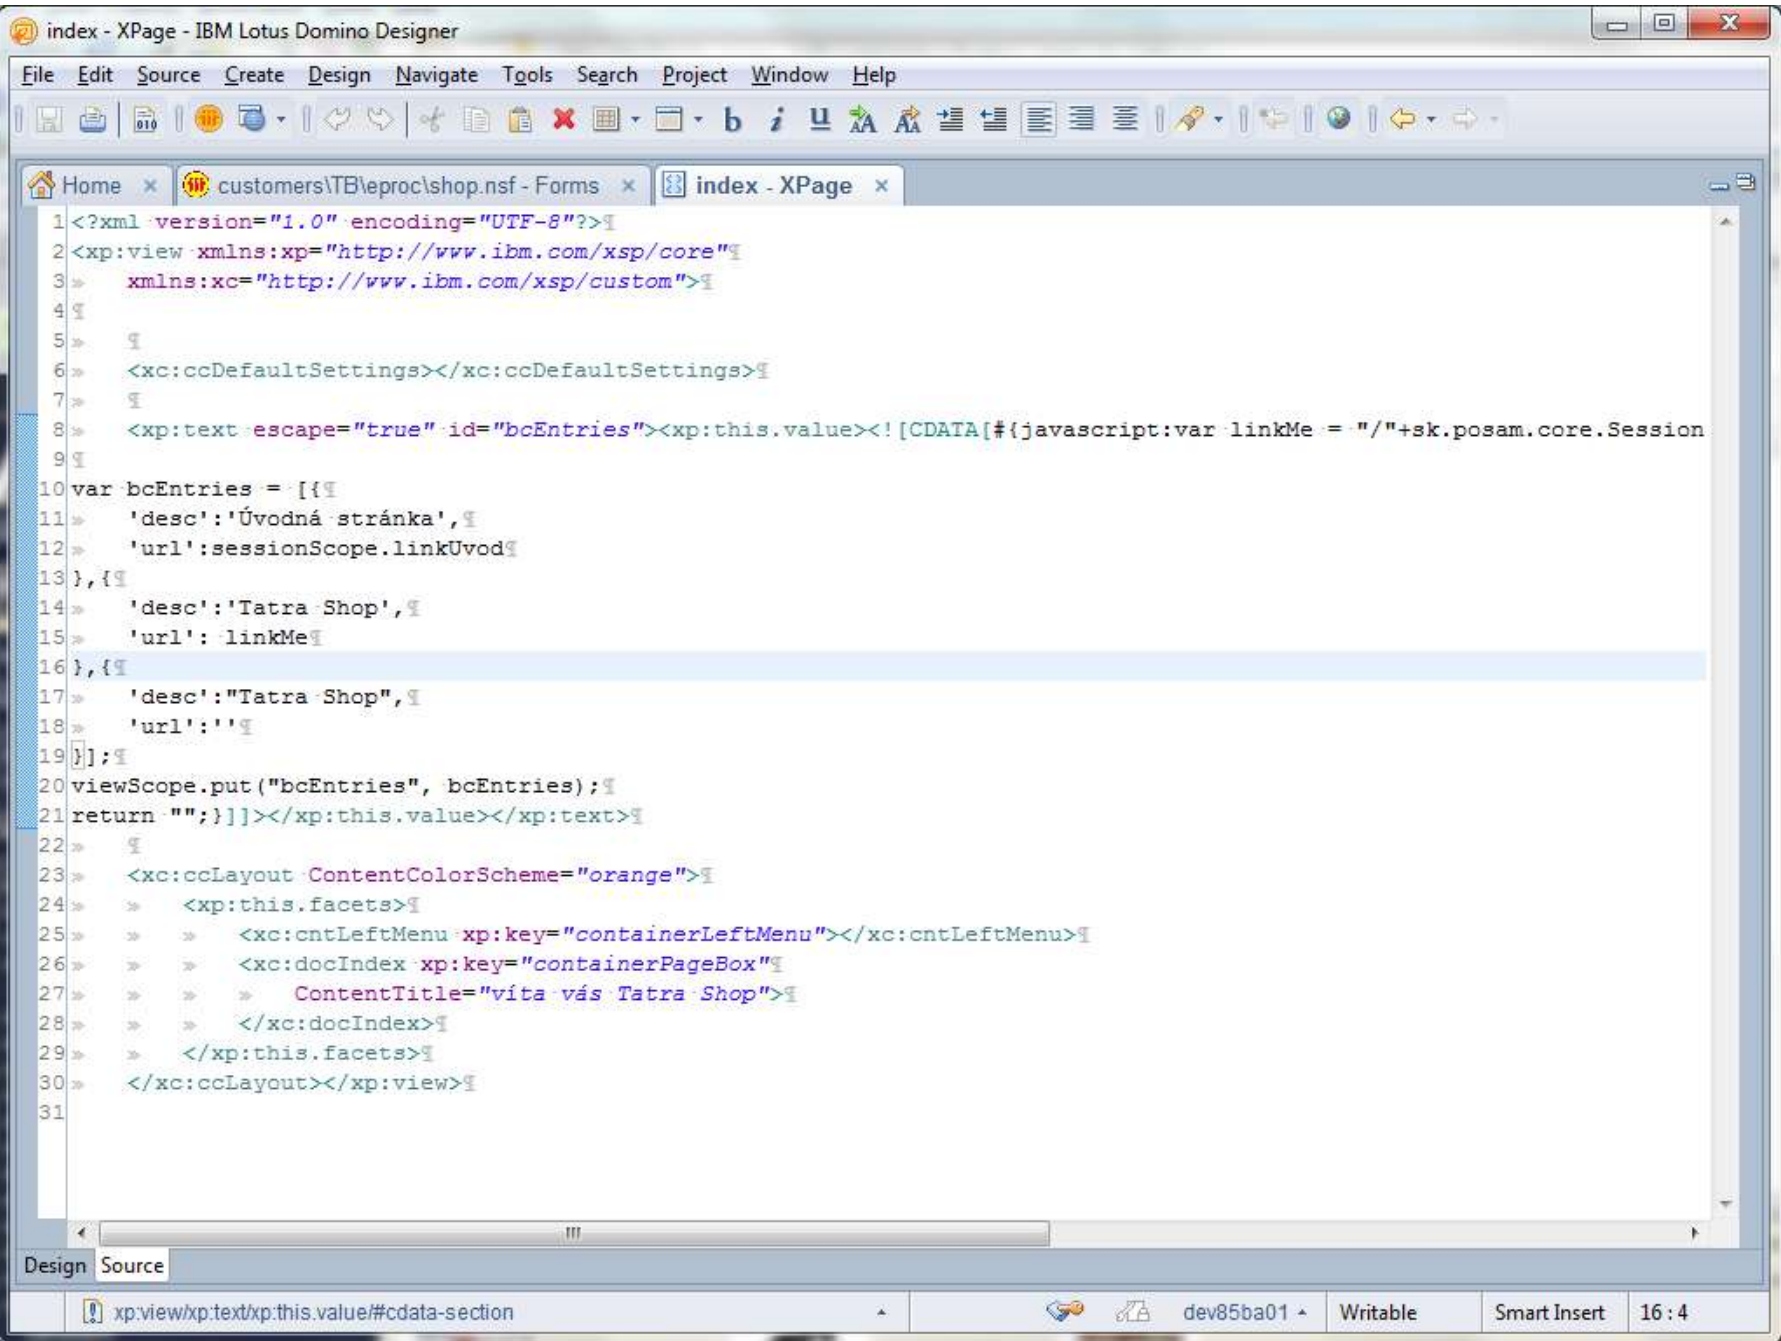 index - XPage - IBM Lotus Domino Designer
File Edit Source Create Design Navigate Tools Search Project Window Help
Home customers\TB\eproc\shop.nsf - Forms index - XPage
1 <?xml version="1.0" encoding="UTF-8"?>¶
2 <xp:view xmlns:xp="http://www.ibm.com/xsp/core"¶
3 »    xmlns:xc="http://www.ibm.com/xsp/custom">¶
4 ¶
5 »    ¶
6 »    <xc:ccDefaultSettings></xc:ccDefaultSettings>¶
7 »    ¶
8 »    <xp:text escape="true" id="bcEntries"><xp:this.value><![CDATA[#{javascript:var linkMe = "/"+sk.posam.core.Session
9 ¶
10 var bcEntries = [{¶
11 »    'desc':'Úvodná stránka',¶
12 »    'url':sessionScope.linkUvod¶
13 },{¶
14 »    'desc':'Tatra Shop',¶
15 »    'url': linkMe¶
16 },{¶
17 »    'desc':"Tatra Shop",¶
18 »    'url':''¶
19 }];¶
20 viewScope.put("bcEntries", bcEntries);¶
21 return "";}]]></xp:this.value></xp:text>¶
22 »    ¶
23 »    <xc:ccLayout ContentColorScheme="orange">¶
24 »    »    <xp:this.facets>¶
25 »    »    »    <xc:cntLeftMenu xp:key="containerLeftMenu"></xc:cntLeftMenu>¶
26 »    »    »    <xc:docIndex xp:key="containerPageBox"¶
27 »    »    »    »    ContentTitle="víta vás Tatra Shop">¶
28 »    »    »    </xc:docIndex>¶
29 »    »    </xp:this.facets>¶
30 »    </xc:ccLayout></xp:view>¶
31
Design Source
xp:view/xp:text/xp:this.value/#cdata-section dev85ba01 Writable Smart Insert 16 : 4